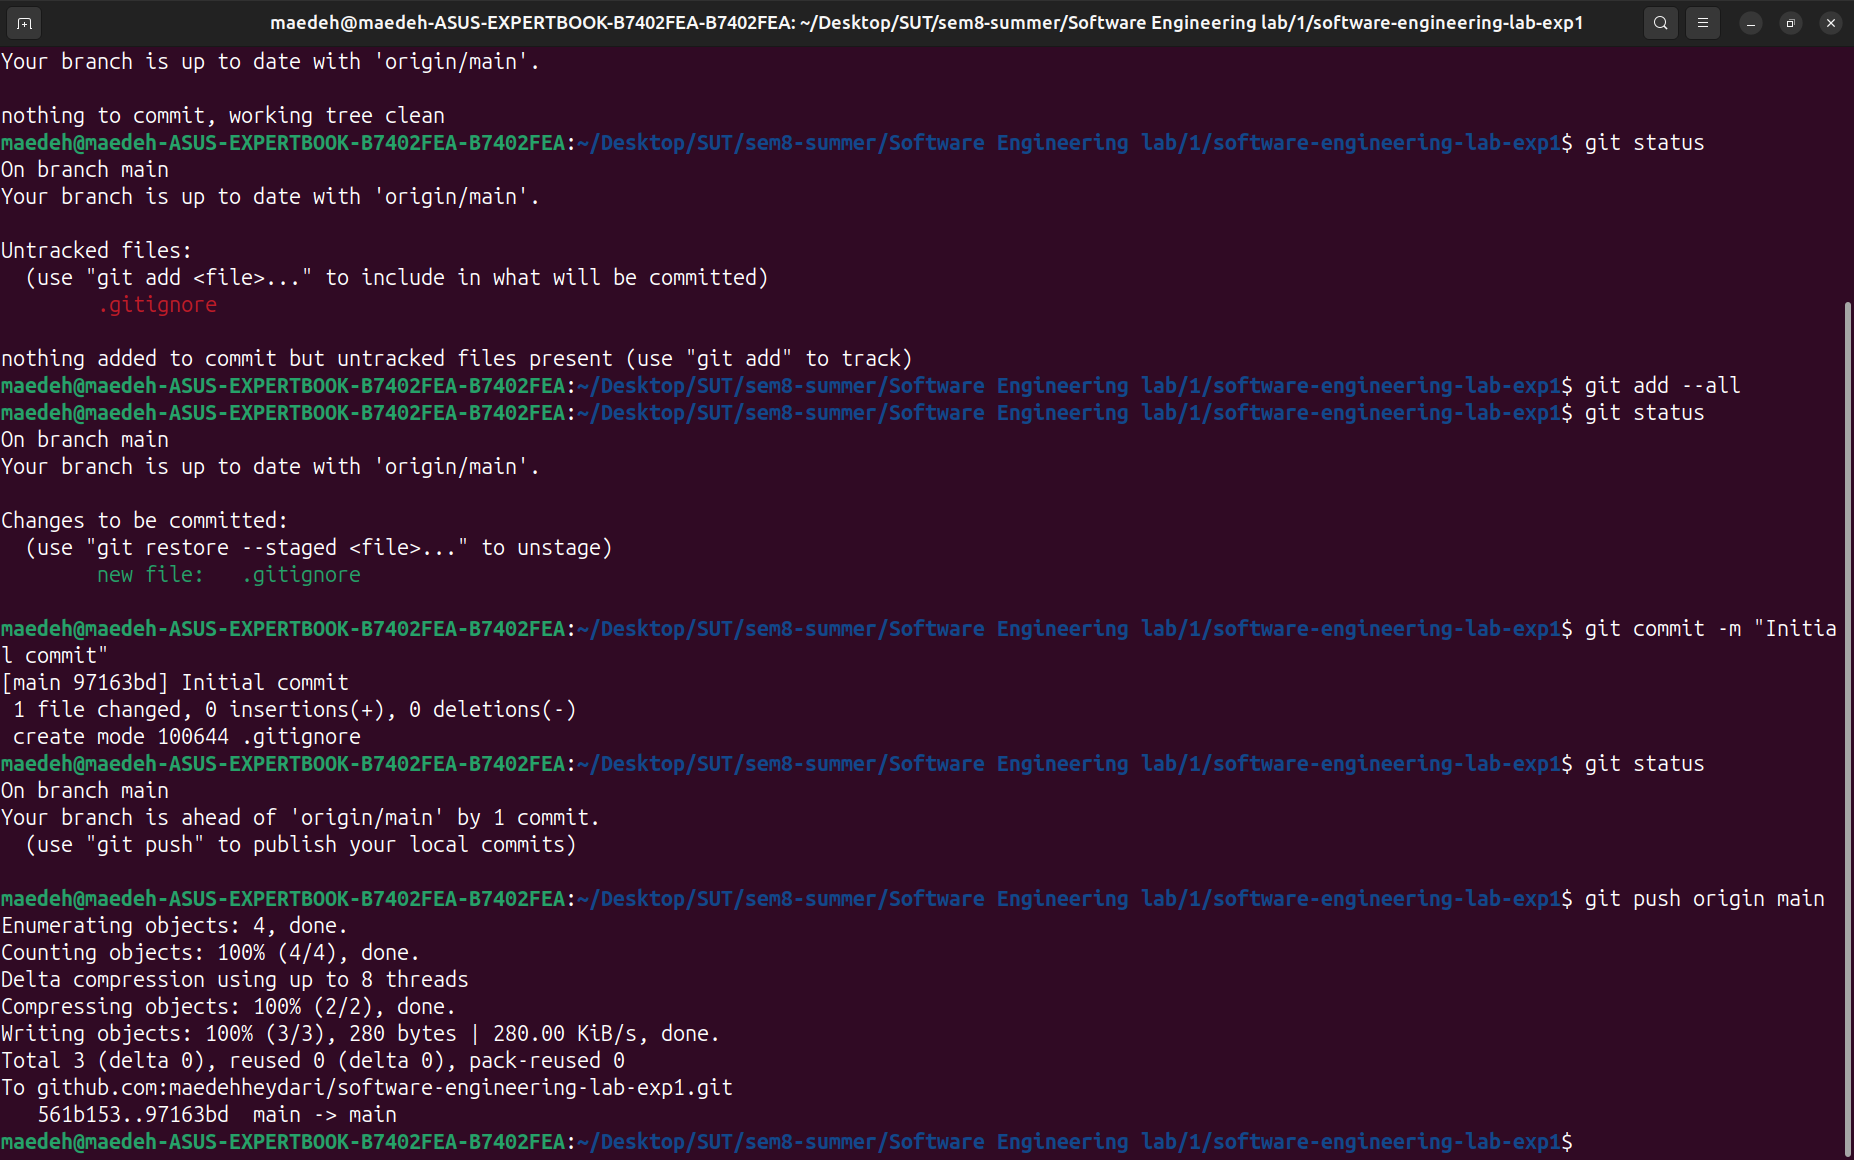 maedeh@maedeh-ASUS-EXPERTBOOK-B7402FEA-B7402FEA: ~/Desktop/SUT/sem8-summer/Software Engineering lab/1/software-engineering-lab-exp1
Your branch is up to date with 'origin/main'.
nothing to commit, working tree clean
maedeh@maedeh-ASUS-EXPERTBOOK-B7402FEA-B7402FEA:~/Desktop/SUT/sem8-summer/Software Engineering lab/1/software-engineering-lab-exp1$ git status
On branch main
Your branch is up to date with 'origin/main'.
Untracked files:
  (use "git add <file>..." to include in what will be committed)
        .gitignore
nothing added to commit but untracked files present (use "git add" to track)
maedeh@maedeh-ASUS-EXPERTBOOK-B7402FEA-B7402FEA:~/Desktop/SUT/sem8-summer/Software Engineering lab/1/software-engineering-lab-exp1$ git add --all
maedeh@maedeh-ASUS-EXPERTBOOK-B7402FEA-B7402FEA:~/Desktop/SUT/sem8-summer/Software Engineering lab/1/software-engineering-lab-exp1$ git status
On branch main
Your branch is up to date with 'origin/main'.
Changes to be committed:
  (use "git restore --staged <file>..." to unstage)
        new file:   .gitignore
maedeh@maedeh-ASUS-EXPERTBOOK-B7402FEA-B7402FEA:~/Desktop/SUT/sem8-summer/Software Engineering lab/1/software-engineering-lab-exp1$ git commit -m "Initia
l commit"
[main 97163bd] Initial commit
 1 file changed, 0 insertions(+), 0 deletions(-)
 create mode 100644 .gitignore
maedeh@maedeh-ASUS-EXPERTBOOK-B7402FEA-B7402FEA:~/Desktop/SUT/sem8-summer/Software Engineering lab/1/software-engineering-lab-exp1$ git status
On branch main
Your branch is ahead of 'origin/main' by 1 commit.
  (use "git push" to publish your local commits)
maedeh@maedeh-ASUS-EXPERTBOOK-B7402FEA-B7402FEA:~/Desktop/SUT/sem8-summer/Software Engineering lab/1/software-engineering-lab-exp1$ git push origin main
Enumerating objects: 4, done.
Counting objects: 100% (4/4), done.
Delta compression using up to 8 threads
Compressing objects: 100% (2/2), done.
Writing objects: 100% (3/3), 280 bytes | 280.00 KiB/s, done.
Total 3 (delta 0), reused 0 (delta 0), pack-reused 0
To github.com:maedehheydari/software-engineering-lab-exp1.git
   561b153..97163bd  main -> main
maedeh@maedeh-ASUS-EXPERTBOOK-B7402FEA-B7402FEA:~/Desktop/SUT/sem8-summer/Software Engineering lab/1/software-engineering-lab-exp1$